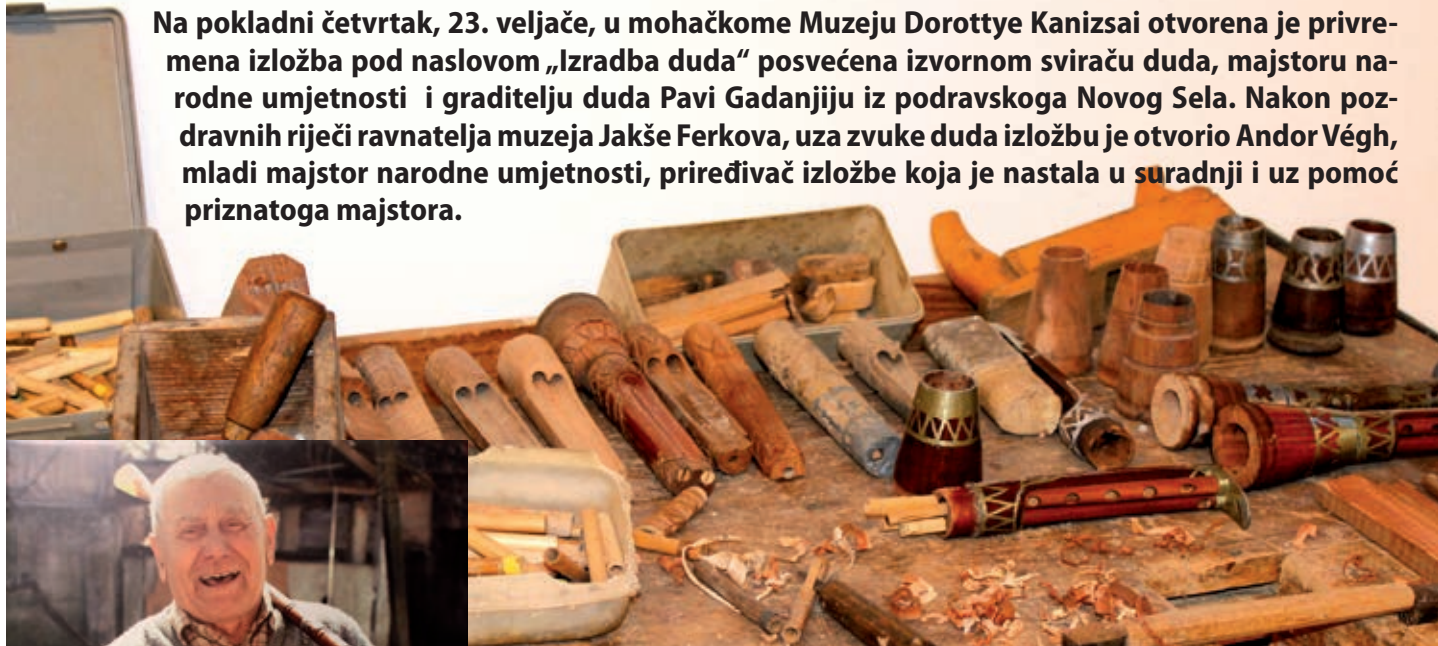 Na pokladni četvrtak, 23. veljače, u mohačkome Muzeju Dorottye Kanizsai otvorena je privre-
mena izložba pod naslovom „Izradba duda“ posvećena izvornom sviraču duda, majstoru na-
rodne umjetnosti i graditelju duda Pavi Gadanjiju iz podravskoga Novog Sela. Nakon poz-
dravnih riječi ravnatelja muzeja Jakše Ferkova, uza zvuke duda izložbu je otvorio Andor Végh,
mladi majstor narodne umjetnosti, priređivač izložbe koja je nastala u suradnji i uz pomoć
priznatoga majstora.